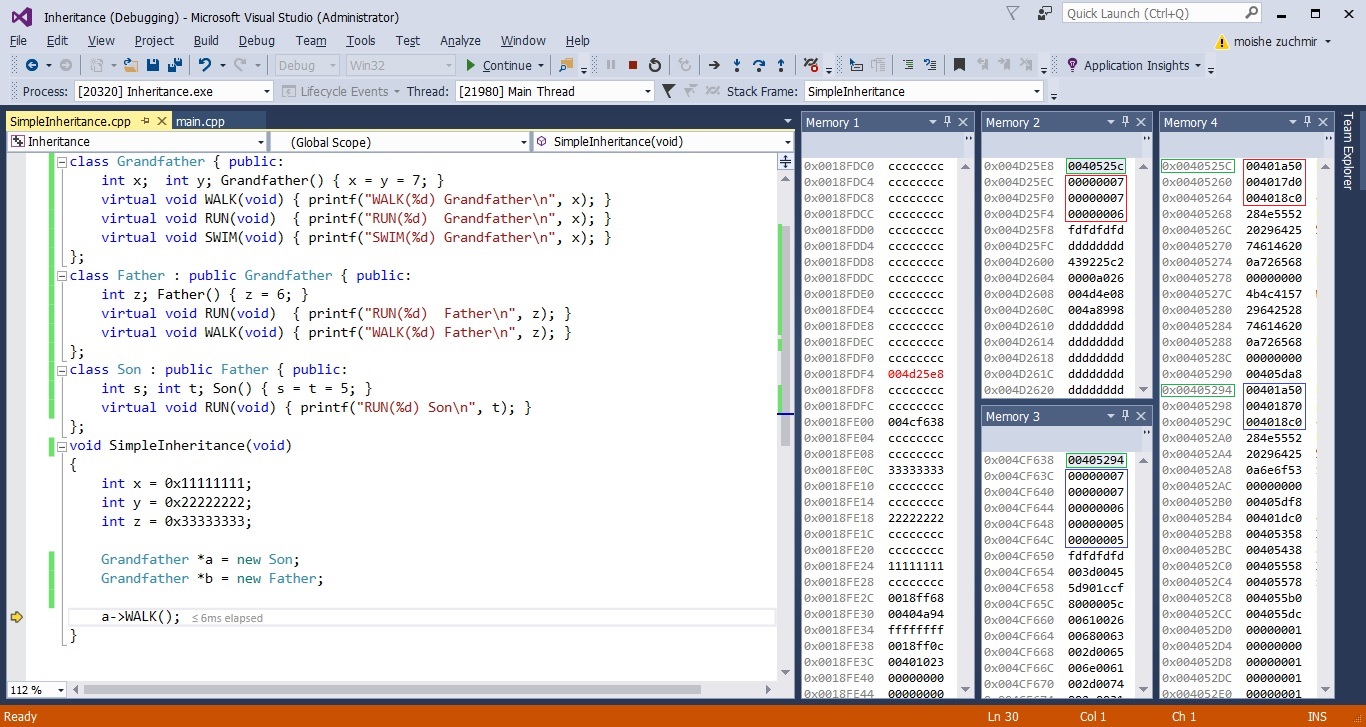 Inheritance (Debugging) - Microsoft Visual Studio (Administrator)
Quick Launch (Ctrl+Q)
File Edit View Project Build Debug Team Tools Test Analyze Window Help
moishe zuchmir
Debug Win32 Continue Application Insights
Process: [20320] Inheritance.exe Lifecycle Events Thread: [21980] Main Thread Stack Frame: SimpleInheritance
SimpleInheritance.cpp main.cpp
Inheritance (Global Scope) SimpleInheritance(void)
class Grandfather { public:
int x; int y; Grandfather() { x = y = 7; }
virtual void WALK(void) { printf("WALK(%d) Grandfather\n", x); }
virtual void RUN(void) { printf("RUN(%d) Grandfather\n", x); }
virtual void SWIM(void) { printf("SWIM(%d) Grandfather\n", x); }
};
class Father : public Grandfather { public:
int z; Father() { z = 6; }
virtual void RUN(void) { printf("RUN(%d) Father\n", z); }
virtual void WALK(void) { printf("WALK(%d) Father\n", z); }
};
class Son : public Father { public:
int s; int t; Son() { s = t = 5; }
virtual void RUN(void) { printf("RUN(%d) Son\n", t); }
};
void SimpleInheritance(void)
{
int x = 0x11111111;
int y = 0x22222222;
int z = 0x33333333;
Grandfather *a = new Son;
Grandfather *b = new Father;
a->WALK(); ≤ 6ms elapsed
}
112 %
Memory 1
0x0018FDC0 cccccccc
0x0018FDC4 cccccccc
0x0018FDC8 cccccccc
0x0018FDCC cccccccc
0x0018FDD0 cccccccc
0x0018FDD4 cccccccc
0x0018FDD8 cccccccc
0x0018FDDC cccccccc
0x0018FDE0 cccccccc
0x0018FDE4 cccccccc
0x0018FDE8 cccccccc
0x0018FDEC cccccccc
0x0018FDF0 cccccccc
0x0018FDF4 004d25e8
0x0018FDF8 cccccccc
0x0018FDFC cccccccc
0x0018FE00 004cf638
0x0018FE04 cccccccc
0x0018FE08 cccccccc
0x0018FE0C 33333333
0x0018FE10 cccccccc
0x0018FE14 cccccccc
0x0018FE18 22222222
0x0018FE1C cccccccc
0x0018FE20 cccccccc
0x0018FE24 11111111
0x0018FE28 cccccccc
0x0018FE2C 0018ff68
0x0018FE30 00404a94
0x0018FE34 ffffffff
0x0018FE38 0018ff0c
0x0018FE3C 00401023
0x0018FE40 00000000
0x0018FE44 00000000
Memory 2
0x004D25E8 0040525c
0x004D25EC 00000007
0x004D25F0 00000007
0x004D25F4 00000006
0x004D25F8 fdfdfdfd
0x004D25FC dddddddd
0x004D2600 439225c2
0x004D2604 0000a026
0x004D2608 004d4e08
0x004D260C 004a8998
0x004D2610 dddddddd
0x004D2614 dddddddd
0x004D2618 dddddddd
0x004D261C dddddddd
0x004D2620 dddddddd
Memory 3
0x004CF638 00405294
0x004CF63C 00000007
0x004CF640 00000007
0x004CF644 00000006
0x004CF648 00000005
0x004CF64C 00000005
0x004CF650 fdfdfdfd
0x004CF654 003d0045
0x004CF658 5d901ccf
0x004CF65C 8000005c
0x004CF660 00610026
0x004CF664 00680063
0x004CF668 002d0065
0x004CF66C 006e0061
0x004CF670 002d0074
Memory 4
0x0040525C 00401a50
0x00405260 004017d0
0x00405264 004018c0
0x00405268 284e5552
0x0040526C 20296425
0x00405270 74614620
0x00405274 0a726568
0x00405278 00000000
0x0040527C 4b4c4157
0x00405280 29642528
0x00405284 74614620
0x00405288 0a726568
0x0040528C 00000000
0x00405290 00405da8
0x00405294 00401a50
0x00405298 00401870
0x0040529C 004018c0
0x004052A0 284e5552
0x004052A4 20296425
0x004052A8 0a6e6f53
0x004052AC 00000000
0x004052B0 00405df8
0x004052B4 00401dc0
0x004052B8 00405358
0x004052BC 00405438
0x004052C0 00405558
0x004052C4 00405578
0x004052C8 004055b0
0x004052CC 004055dc
0x004052D0 00000001
0x004052D4 00000000
0x004052D8 00000001
0x004052DC 00000001
0x004052E0 00000001
Team Explorer
Ready Ln 30 Col 1 Ch 1 INS